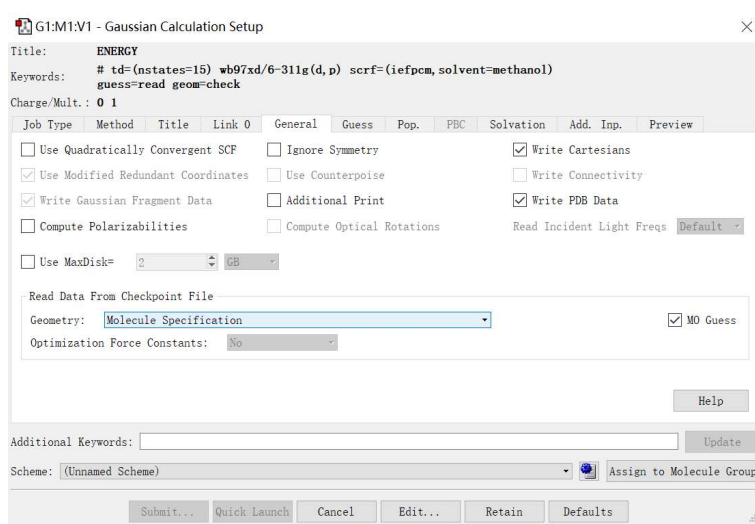 G1:M1:V1 - Gaussian Calculation Setup
Title: ENERGY
Keywords: # td=(nstates=15) wb97xd/6-311g(d,p) scrf=(iefpcm,solvent=methanol)
guess=read geom=check
Charge/Mult.: 0 1
Job Type Method Title Link 0 General Guess Pop. PBC Solvation Add. Inp. Preview
Use Quadratically Convergent SCF Ignore Symmetry Write Cartesians
Use Modified Redundant Coordinates Use Counterpoise Write Connectivity
Write Gaussian Fragment Data Additional Print Write PDB Data
Compute Polarizabilities Compute Optical Rotations Read Incident Light Freqs Default
Use MaxDisk= 2 GB
Read Data From Checkpoint File
Geometry: Molecule Specification MO Guess
Optimization Force Constants: No
Help
Additional Keywords: Update
Scheme: (Unnamed Scheme) Assign to Molecule Group
Submit... Quick Launch Cancel Edit... Retain Defaults